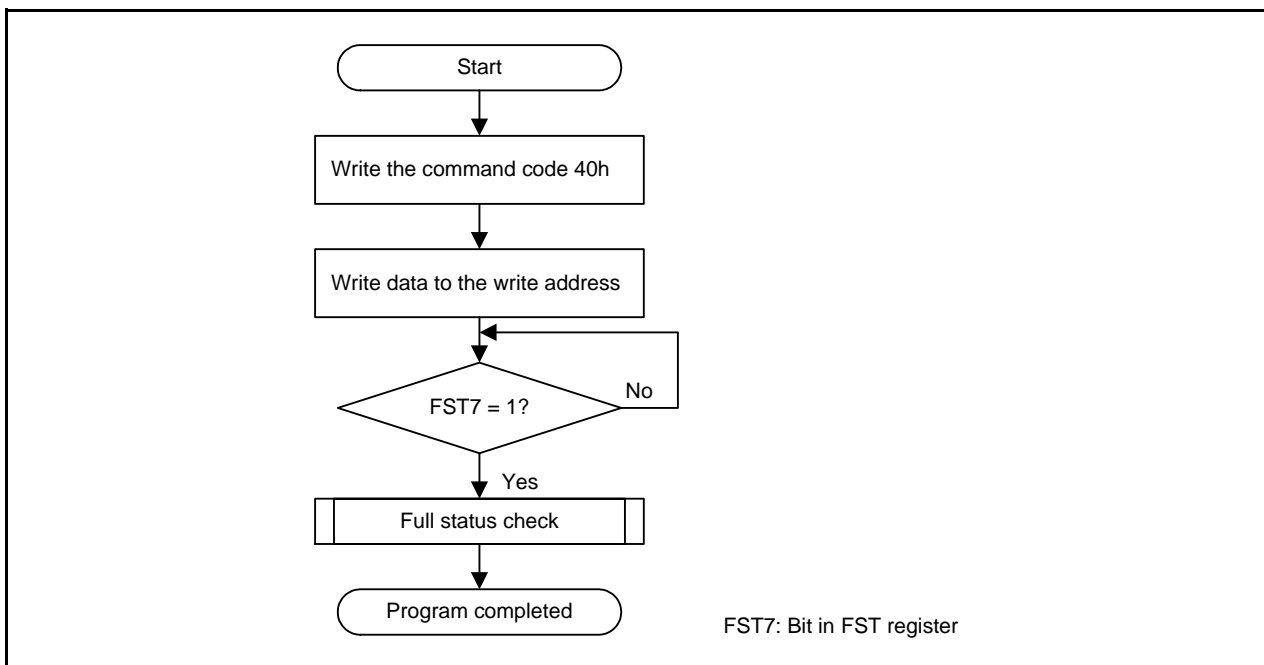 Start
Write the command code 40h
Write data to the write address
FST7 = 1?
No
Yes
Full status check
Program completed
FST7: Bit in FST register